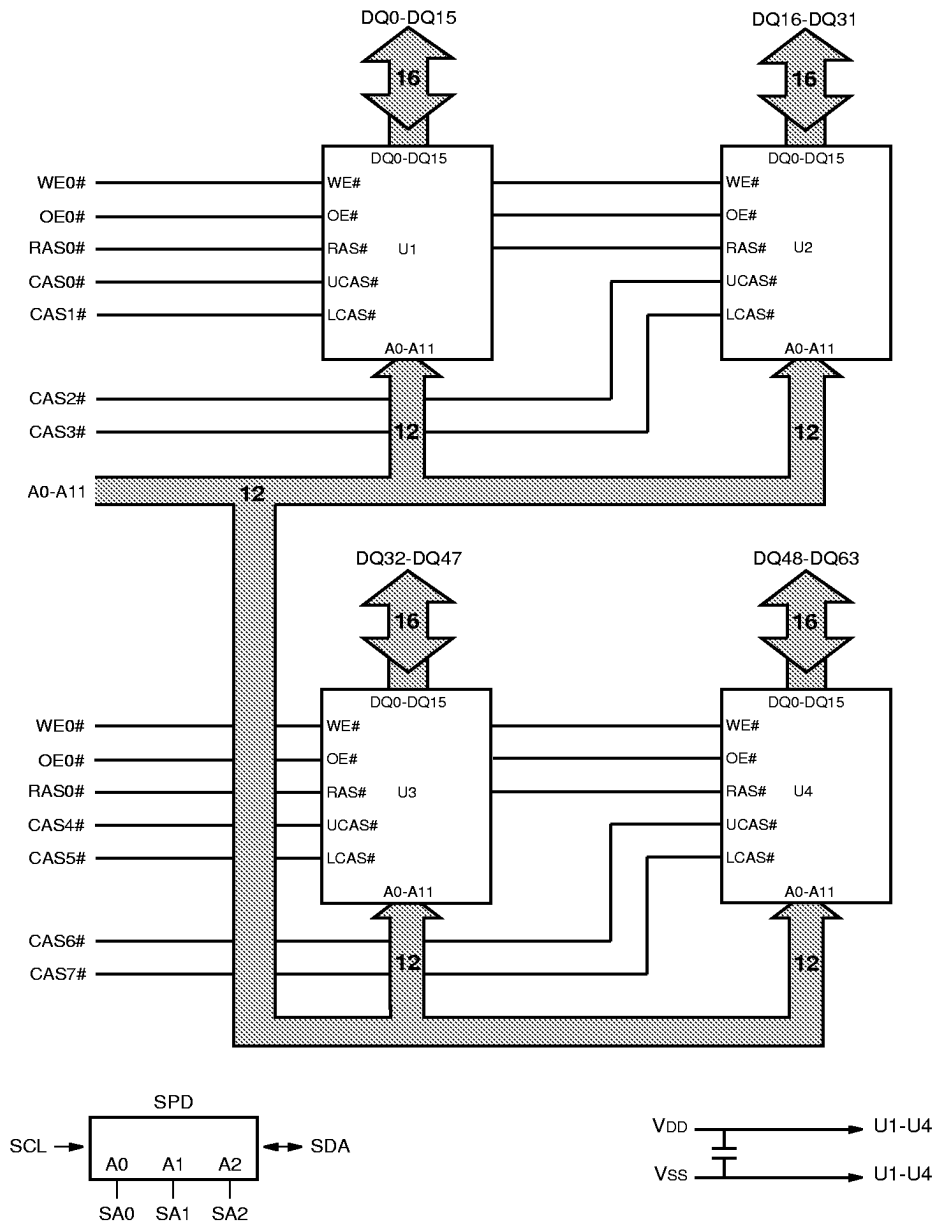 DQ0-DQ15 DQ16-DQ31
16 16
DQ0-DQ15 DQ0-DQ15
WE0# WE# WE#
OE0# OE# OE#
RAS0# RAS# U1 RAS# U2
CAS0# UCAS# UCAS#
CAS1# LCAS# LCAS#
A0-A11 A0-A11
CAS2#
CAS3# 12 12
A0-A11 12
DQ32-DQ47 DQ48-DQ63
16 16
DQ0-DQ15 DQ0-DQ15
WE0# WE# WE#
OE0# OE# OE#
RAS0# RAS# U3 RAS# U4
CAS4# UCAS# UCAS#
CAS5# LCAS# LCAS#
A0-A11 A0-A11
CAS6#
12 12
CAS7#
SPD
SCL SDA
A0 A1 A2
SA0 SA1 SA2
VDD U1-U4
VSS U1-U4